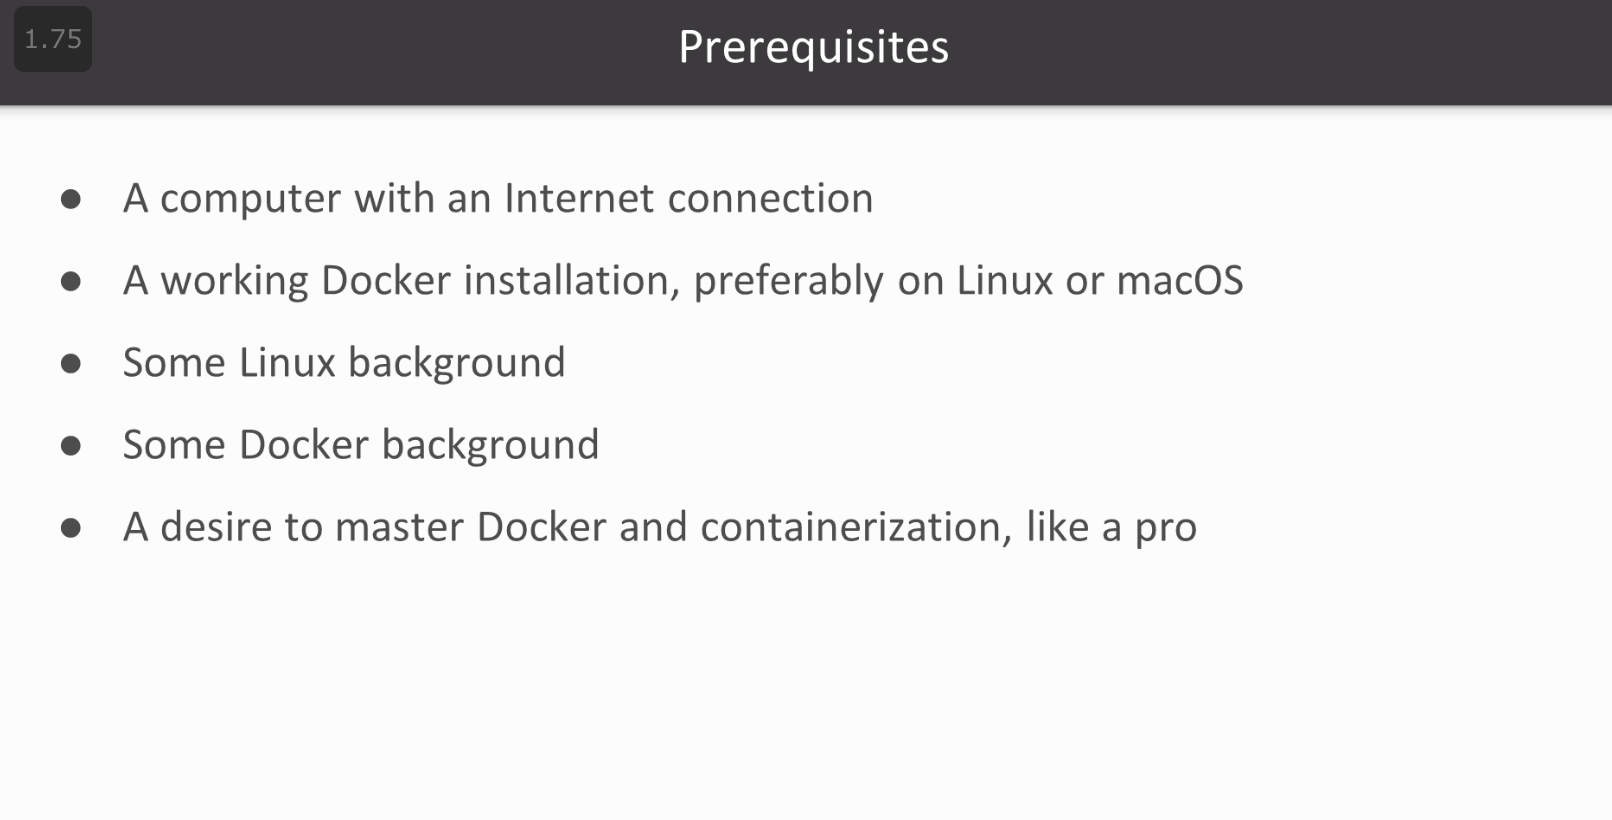 1.75
Prerequisites
● A computer with an Internet connection
● A working Docker installation, preferably on Linux or macOS
● Some Linux background
● Some Docker background
● A desire to master Docker and containerization, like a pro